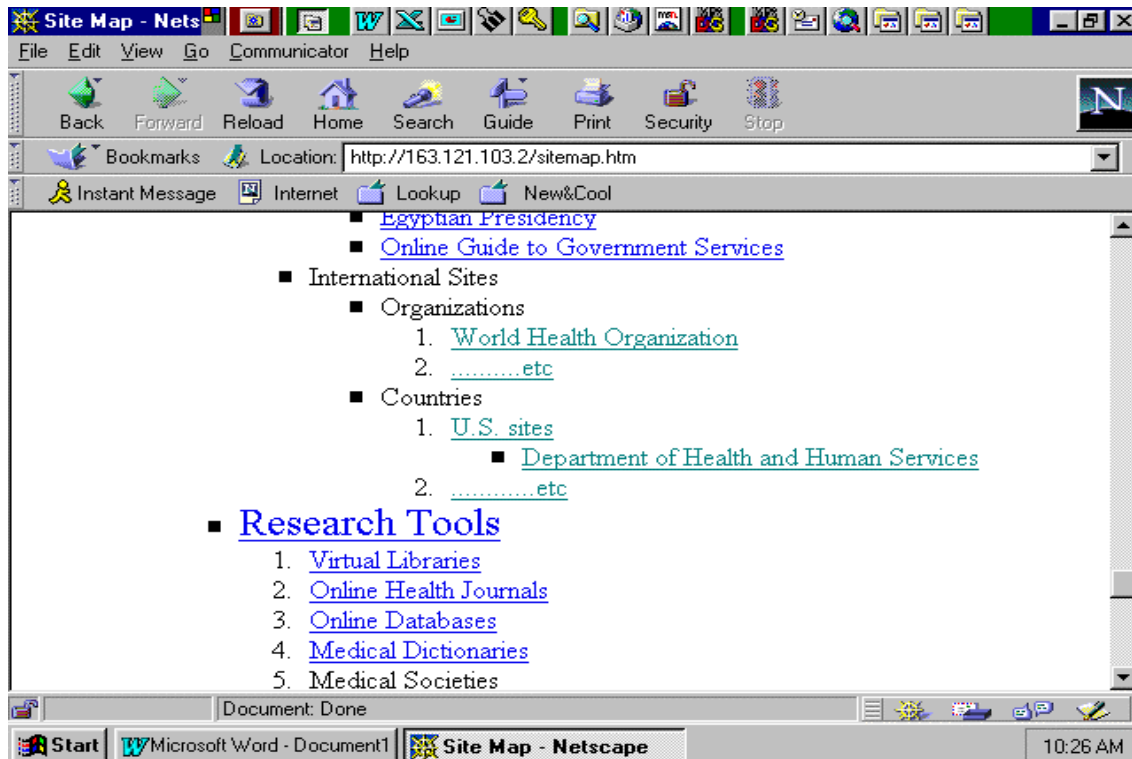 Site Map - Nets
File Edit View Go Communicator Help
Back Forward Reload Home Search Guide Print Security Stop
N
Bookmarks Location: http://163.121.103.2/sitemap.htm
Instant Message Internet Lookup New&Cool
Egyptian Presidency
Online Guide to Government Services
International Sites
Organizations
1. World Health Organization
2. ..........etc
Countries
1. U.S. sites
Department of Health and Human Services
2. ............etc
Research Tools
1. Virtual Libraries
2. Online Health Journals
3. Online Databases
4. Medical Dictionaries
5. Medical Societies
Document: Done
Start Microsoft Word - Document1 Site Map - Netscape 10:26 AM